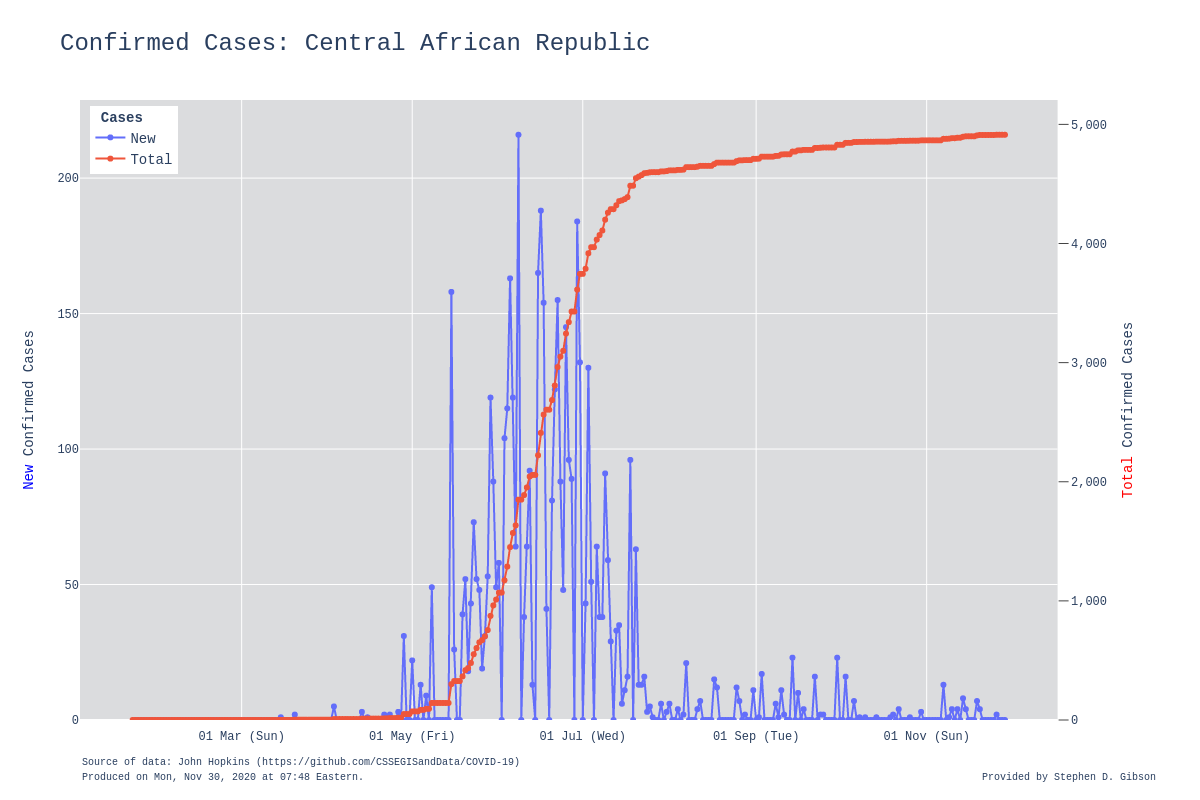 Confirmed Cases: Central African Republic
Cases
New
Total
200
150
100
50
0
5,000
4,000
3,000
2,000
1,000
0
New Confirmed Cases
Total Confirmed Cases
01 Mar (Sun)
01 May (Fri)
01 Jul (Wed)
01 Sep (Tue)
01 Nov (Sun)
Source of data: John Hopkins (https://github.com/CSSEGISandData/COVID-19)
Produced on Mon, Nov 30, 2020 at 07:48 Eastern.
Provided by Stephen D. Gibson